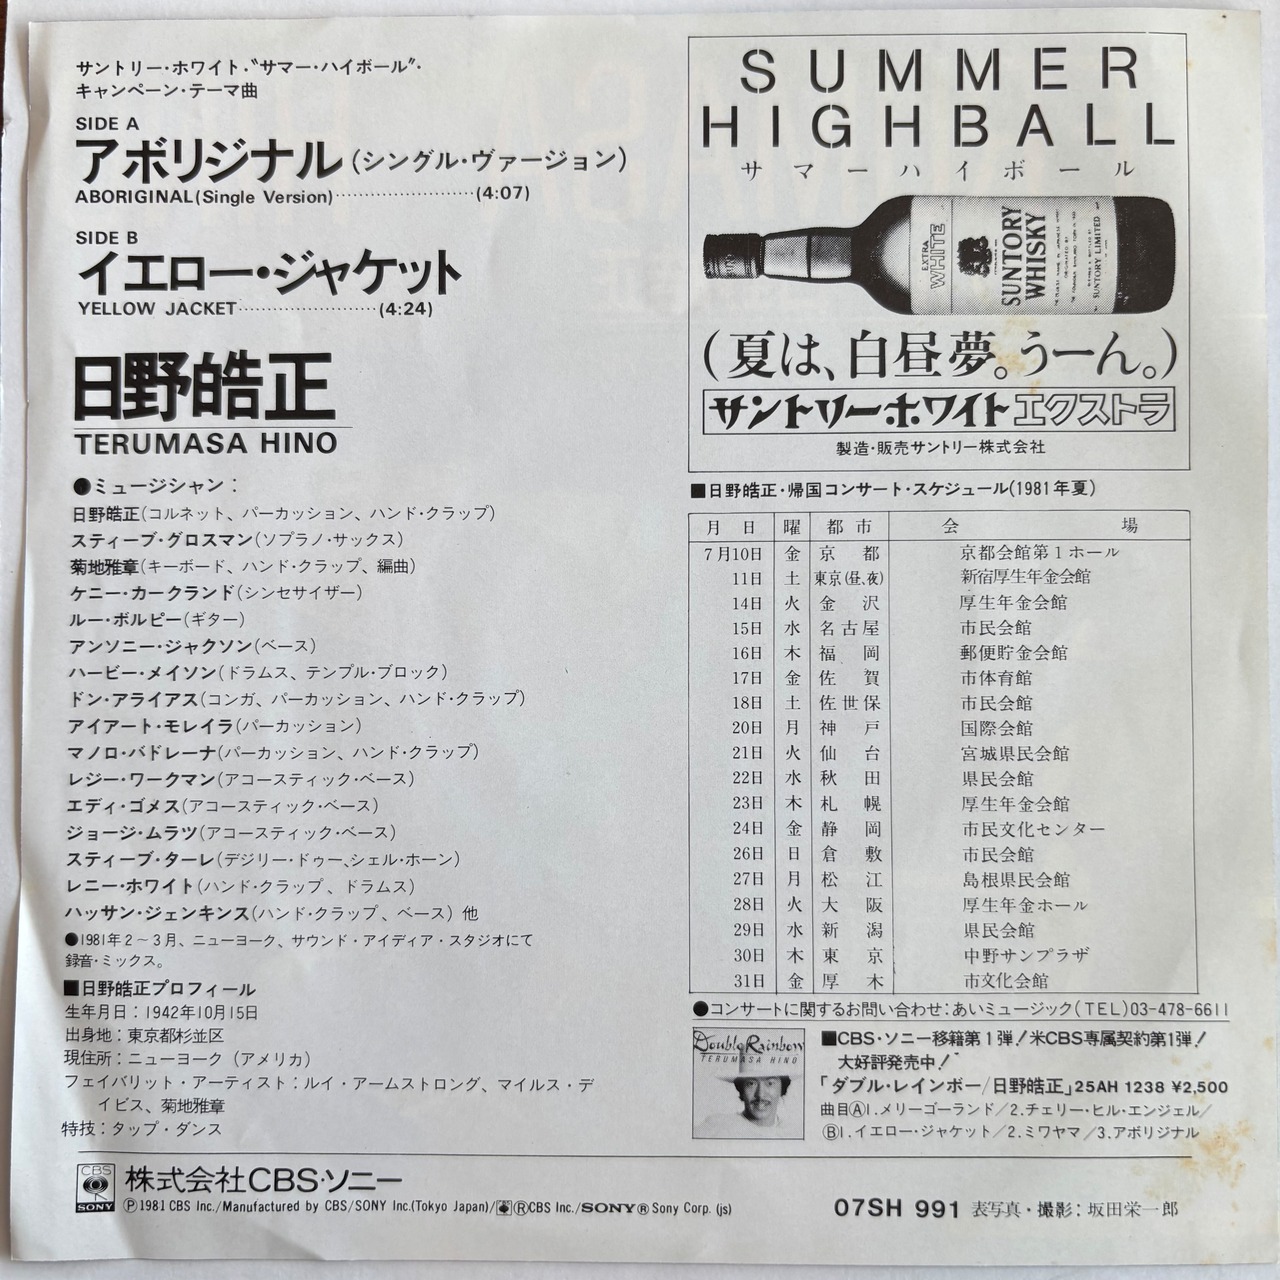 サントリー・ホワイト・"サマー・ハイボール"・
キャンペーン・テーマ曲
SIDE A
アボリジナル(シングル・ヴァージョン)
ABORIGINAL(Single Version)························(4:07)
SIDE B
イエロー・ジャケット
YELLOW JACKET························(4:24)
日野皓正
TERUMASA HINO
●ミュージシャン:
日野皓正(コルネット、パーカッション、ハンド・クラップ)
スティーブ・グロスマン(ソプラノ・サックス)
菊地雅章(キーボード、ハンド・クラップ、編曲)
ケニー・カークランド(シンセサイザー)
ルー・ボルピー(ギター)
アンソニー・ジャクソン(ベース)
ハービー・メイソン(ドラムス、テンプル・ブロック)
ドン・アライアス(コンガ、パーカッション、ハンド・クラップ)
アイアート・モレイラ(パーカッション)
マノロ・バドレーナ(パーカッション、ハンド・クラップ)
レジー・ワークマン(アコースティック・ベース)
エディ・ゴメス(アコースティック・ベース)
ジョージ・ムラツ(アコースティック・ベース)
スティーブ・ターレ(デジリー・ドゥー、シェル・ホーン)
レニー・ホワイト(ハンド・クラップ、ドラムス)
ハッサン・ジェンキンス(ハンド・クラップ、ベース) 他
●1981年2~3月、ニューヨーク、サウンド・アイディア・スタジオにて
録音・ミックス。
■日野皓正プロフィール
生年月日:1942年10月15日
出身地:東京都杉並区
現住所:ニューヨーク(アメリカ)
フェイバリット・アーティスト:ルイ・アームストロング、マイルス・デ
イビス、菊地雅章
特技:タップ・ダンス
SUMMER
HIGHBALL
サマーハイボール
EXTRA
WHITE
SUNTORY
WHISKY
SUNTORY LIMITED
(夏は、白昼夢。うーん。)
サントリーホワイトエクストラ
製造・販売サントリー株式会社
■日野皓正・帰国コンサート・スケジュール(1981年夏)
月 日 曜 都市 会場
7月10日 金 京都 京都会館第1ホール
11日 土 東京(昼、夜) 新宿厚生年金会館
14日 火 金沢 厚生年金会館
15日 水 名古屋 市民会館
16日 木 福岡 郵便貯金会館
17日 金 佐賀 市体育館
18日 土 佐世保 市民会館
20日 月 神戸 国際会館
21日 火 仙台 宮城県民会館
22日 水 秋田 県民会館
23日 木 札幌 厚生年金会館
24日 金 静岡 市民文化センター
26日 日 倉敷 市民会館
27日 月 松江 島根県民会館
28日 火 大阪 厚生年金ホール
29日 水 新潟 県民会館
30日 木 東京 中野サンプラザ
31日 金 厚木 市文化会館
●コンサートに関するお問い合わせ:あいミュージック(TEL)03-478-6611
Double Rainbow
TERUMASA HINO
■CBS・ソニー移籍第1弾!米CBS専属契約第1弾!
大好評発売中!
「ダブル・レインボー/日野皓正」25AH 1238 ¥2,500
曲目Ⓐ1.メリーゴーランド/2.チェリー・ヒル・エンジェル/
Ⓑ1.イエロー・ジャケット/2.ミワヤマ/3.アボリジナル
CBS
SONY
株式会社CBS・ソニー
Ⓟ1981 CBS Inc./Manufactured by CBS/SONY Inc.(Tokyo Japan)/®CBS Inc./SONY® Sony Corp. (js)
07SH 991 表写真・撮影:坂田栄一郎